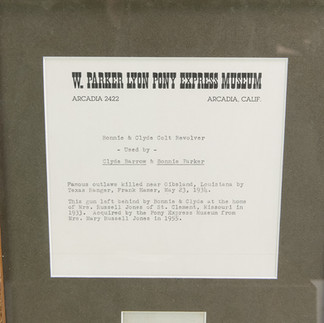 W. PARKER LYON PONY EXPRESS MUSEUM
ARCADIA 2422 ARCADIA, CALIF.
Bonnie & Clyde Colt Revolver
- Used by -
Clyde Barrow & Bonnie Parker
Famous outlaws killed near Gibsland, Louisiana by
Texas Ranger, Frank Hamer, May 23, 1934.
This gun left behind by Bonnie & Clyde at the home
of Mrs. Russell Jones of St. Clement, Missouri in
1933. Acquired by the Pony Express Museum from
Mrs. Mary Russell Jones in 1955.